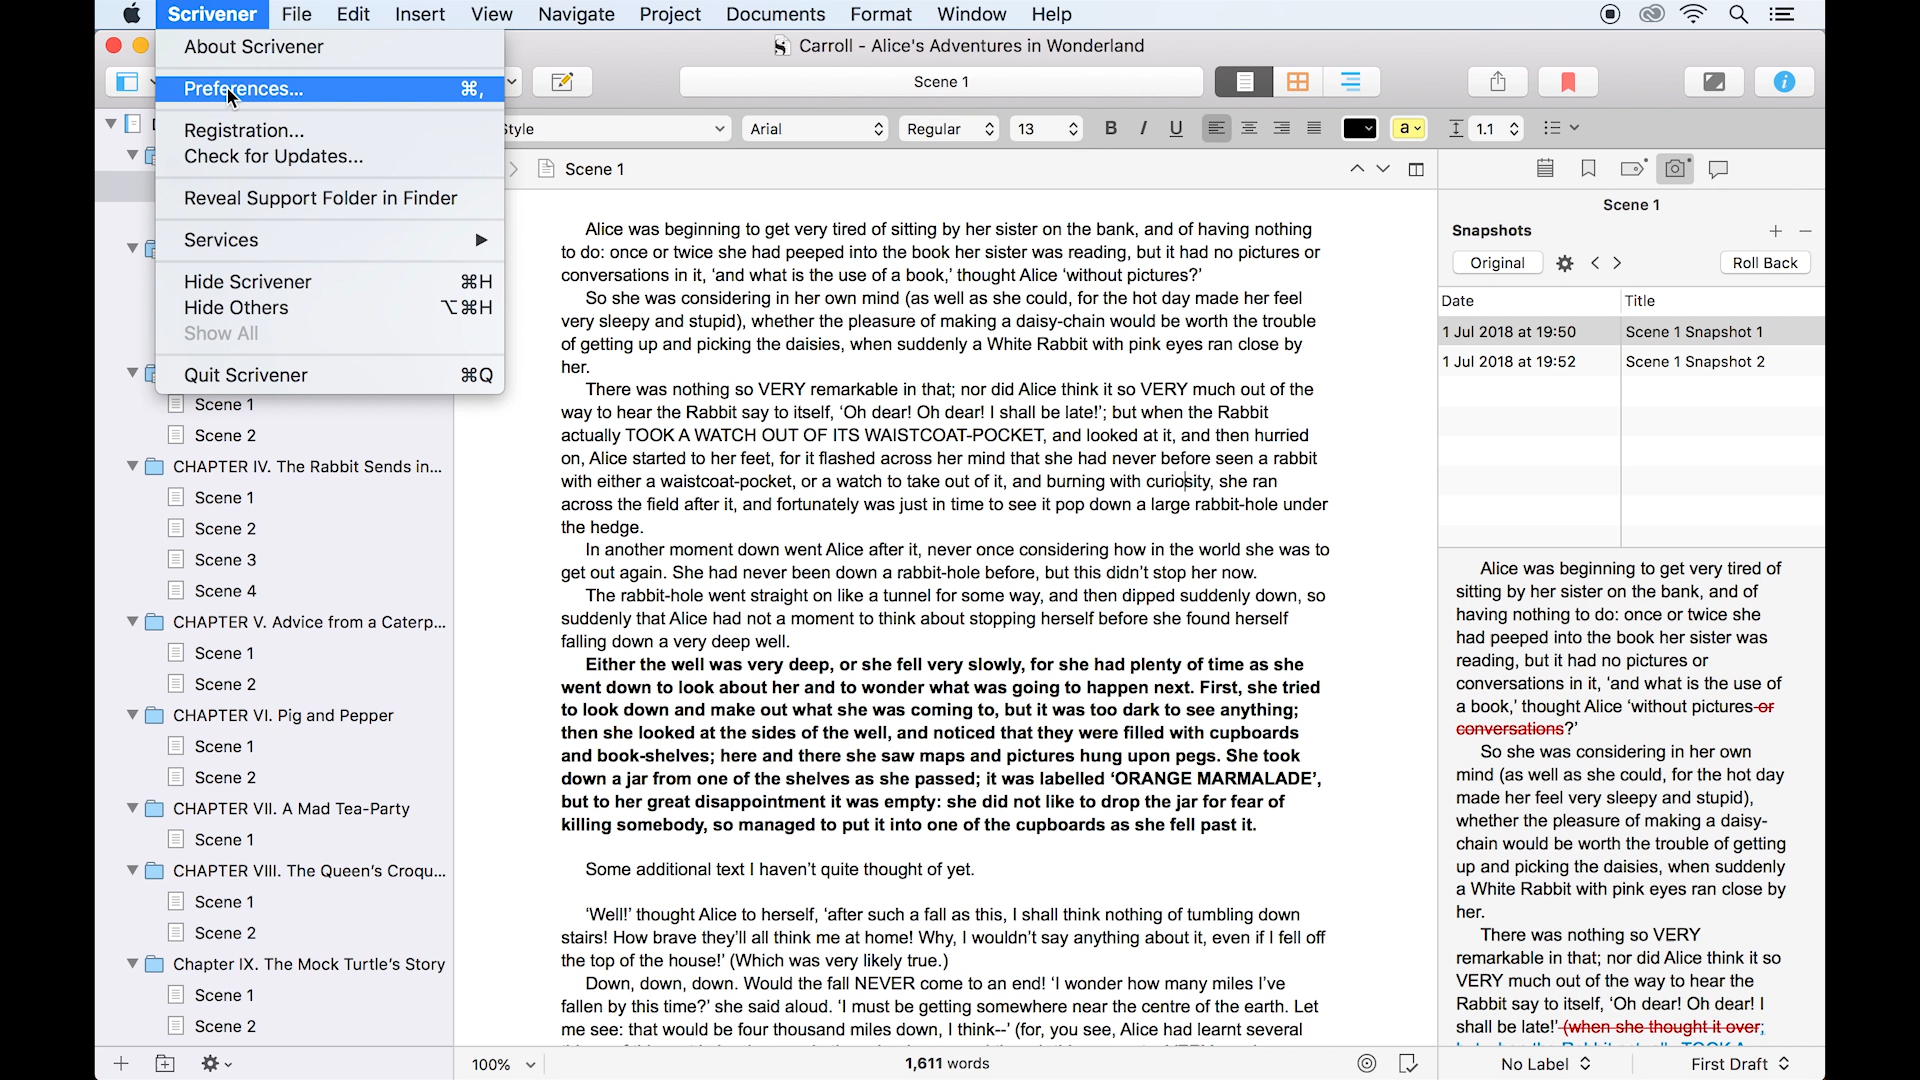 Scrivener File Edit Insert View Navigate Project Documents Format Window Help
Carroll - Alice's Adventures in Wonderland
Scene 1
About Scrivener
Preferences... ⌘,
Registration...
Check for Updates...
Reveal Support Folder in Finder
Services
Hide Scrivener ⌘H
Hide Others ⌥⌘H
Show All
Quit Scrivener ⌘Q
Arial Regular 13 B I U a 1.1
Scene 1
Scene 2
CHAPTER IV. The Rabbit Sends in...
Scene 1
Scene 2
Scene 3
Scene 4
CHAPTER V. Advice from a Caterp...
Scene 1
Scene 2
CHAPTER VI. Pig and Pepper
Scene 1
Scene 2
CHAPTER VII. A Mad Tea-Party
Scene 1
CHAPTER VIII. The Queen's Croqu...
Scene 1
Scene 2
Chapter IX. The Mock Turtle's Story
Scene 1
Scene 2
Scene 1
Alice was beginning to get very tired of sitting by her sister on the bank, and of having nothing
to do: once or twice she had peeped into the book her sister was reading, but it had no pictures or
conversations in it, ‘and what is the use of a book,’ thought Alice ‘without pictures?’
So she was considering in her own mind (as well as she could, for the hot day made her feel
very sleepy and stupid), whether the pleasure of making a daisy-chain would be worth the trouble
of getting up and picking the daisies, when suddenly a White Rabbit with pink eyes ran close by
her.
There was nothing so VERY remarkable in that; nor did Alice think it so VERY much out of the
way to hear the Rabbit say to itself, ‘Oh dear! Oh dear! I shall be late!’; but when the Rabbit
actually TOOK A WATCH OUT OF ITS WAISTCOAT-POCKET, and looked at it, and then hurried
on, Alice started to her feet, for it flashed across her mind that she had never before seen a rabbit
with either a waistcoat-pocket, or a watch to take out of it, and burning with curiosity, she ran
across the field after it, and fortunately was just in time to see it pop down a large rabbit-hole under
the hedge.
In another moment down went Alice after it, never once considering how in the world she was to
get out again. She had never been down a rabbit-hole before, but this didn’t stop her now.
The rabbit-hole went straight on like a tunnel for some way, and then dipped suddenly down, so
suddenly that Alice had not a moment to think about stopping herself before she found herself
falling down a very deep well.
Either the well was very deep, or she fell very slowly, for she had plenty of time as she
went down to look about her and to wonder what was going to happen next. First, she tried
to look down and make out what she was coming to, but it was too dark to see anything;
then she looked at the sides of the well, and noticed that they were filled with cupboards
and book-shelves; here and there she saw maps and pictures hung upon pegs. She took
down a jar from one of the shelves as she passed; it was labelled ‘ORANGE MARMALADE’,
but to her great disappointment it was empty: she did not like to drop the jar for fear of
killing somebody, so managed to put it into one of the cupboards as she fell past it.
Some additional text I haven’t quite thought of yet.
‘Well!’ thought Alice to herself, ‘after such a fall as this, I shall think nothing of tumbling down
stairs! How brave they’ll all think me at home! Why, I wouldn’t say anything about it, even if I fell off
the top of the house!’ (Which was very likely true.)
Down, down, down. Would the fall NEVER come to an end! ‘I wonder how many miles I’ve
fallen by this time?’ she said aloud. ‘I must be getting somewhere near the centre of the earth. Let
me see: that would be four thousand miles down, I think--’ (for, you see, Alice had learnt several
100% 1,611 words
Scene 1
Snapshots
Original Roll Back
Date Title
1 Jul 2018 at 19:50 Scene 1 Snapshot 1
1 Jul 2018 at 19:52 Scene 1 Snapshot 2
Alice was beginning to get very tired of
sitting by her sister on the bank, and of
having nothing to do: once or twice she
had peeped into the book her sister was
reading, but it had no pictures or
conversations in it, ‘and what is the use of
a book,’ thought Alice ‘without pictures or
conversations?’
So she was considering in her own
mind (as well as she could, for the hot day
made her feel very sleepy and stupid),
whether the pleasure of making a daisy-
chain would be worth the trouble of getting
up and picking the daisies, when suddenly
a White Rabbit with pink eyes ran close by
her.
There was nothing so VERY
remarkable in that; nor did Alice think it so
VERY much out of the way to hear the
Rabbit say to itself, ‘Oh dear! Oh dear! I
shall be late!’ (when she thought it over;
No Label First Draft